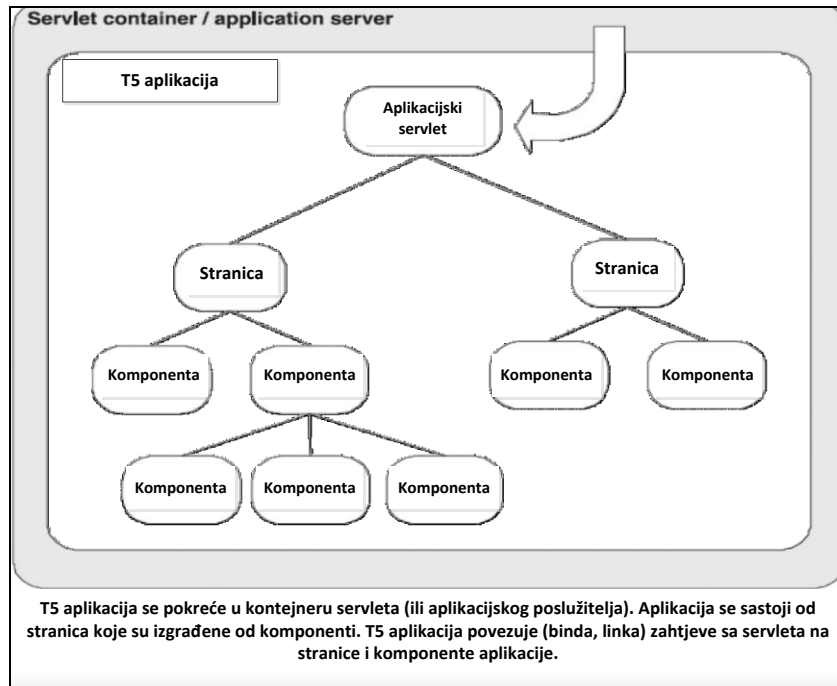 Servlet container / application server
T5 aplikacija
Aplikacijski
servlet
Stranica
Stranica
Komponenta
Komponenta
Komponenta
Komponenta
Komponenta
Komponenta
Komponenta
T5 aplikacija se pokreće u kontejneru servleta (ili aplikacijskog poslužitelja). Aplikacija se sastoji od
stranica koje su izgrađene od komponenti. T5 aplikacija povezuje (binda, linka) zahtjeve sa servleta na
stranice i komponente aplikacije.